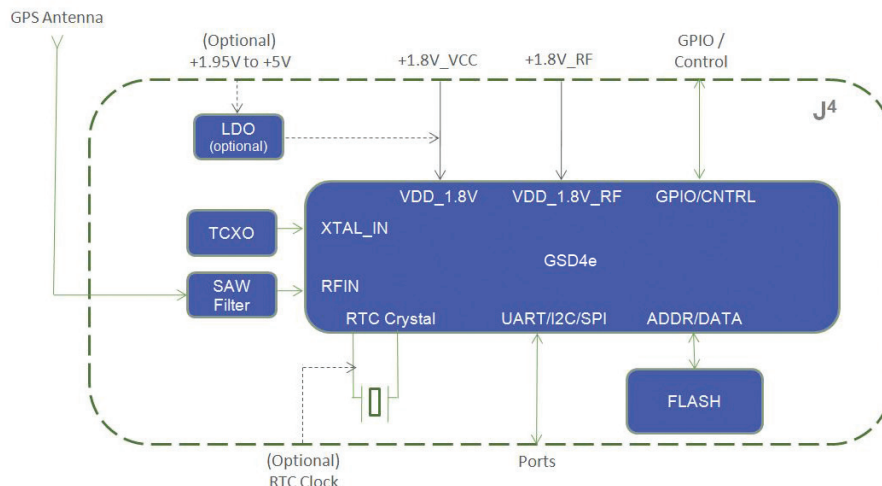 GPS Antenna
(Optional)
+1.95V to +5V
+1.8V_VCC
+1.8V_RF
GPIO /
Control
J4
LDO
(optional)
VDD_1.8V
VDD_1.8V_RF
GPIO/CNTRL
TCXO
XTAL_IN
GSD4e
SAW
Filter
RFIN
RTC Crystal
UART/I2C/SPI
ADDR/DATA
FLASH
(Optional)
RTC Clock
Ports